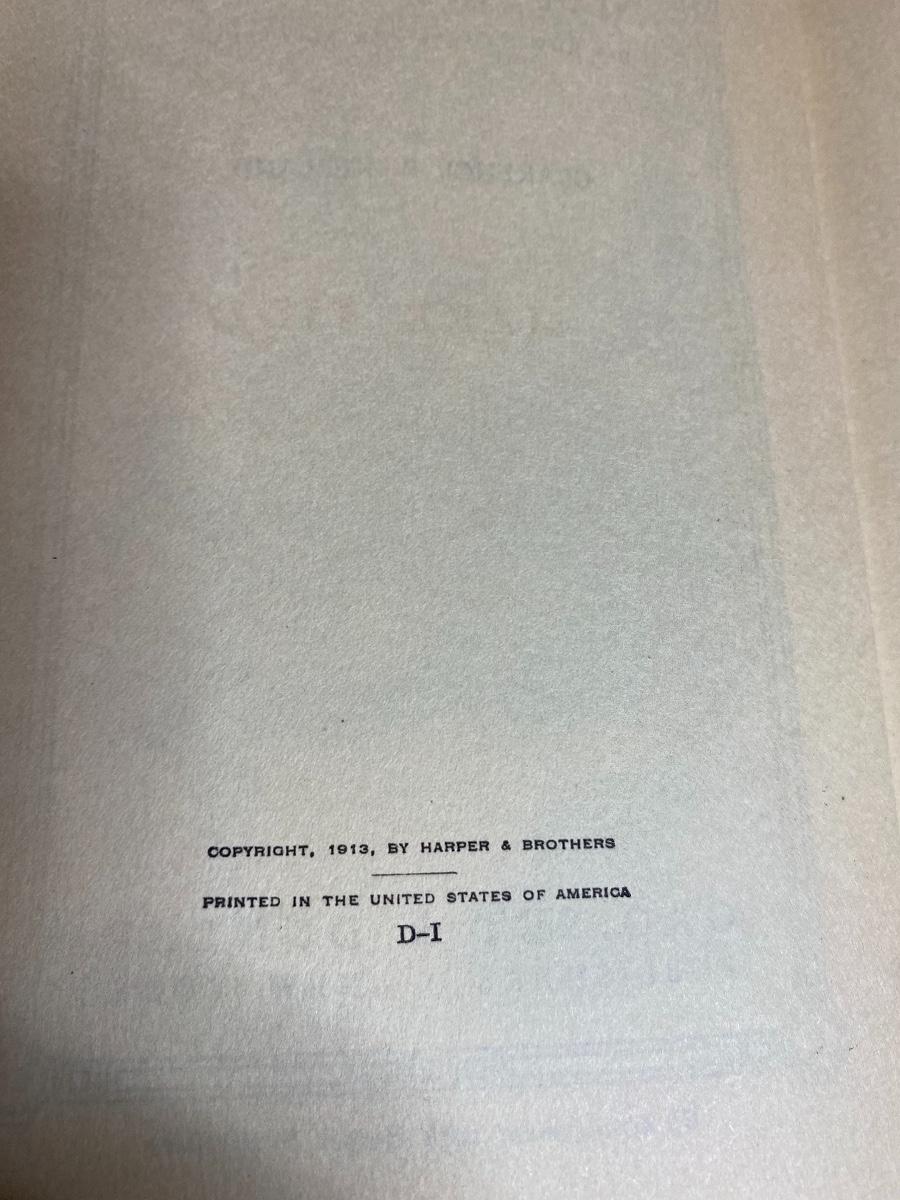 COPYRIGHT, 1913, BY HARPER & BROTHERS
PRINTED IN THE UNITED STATES OF AMERICA
D–I